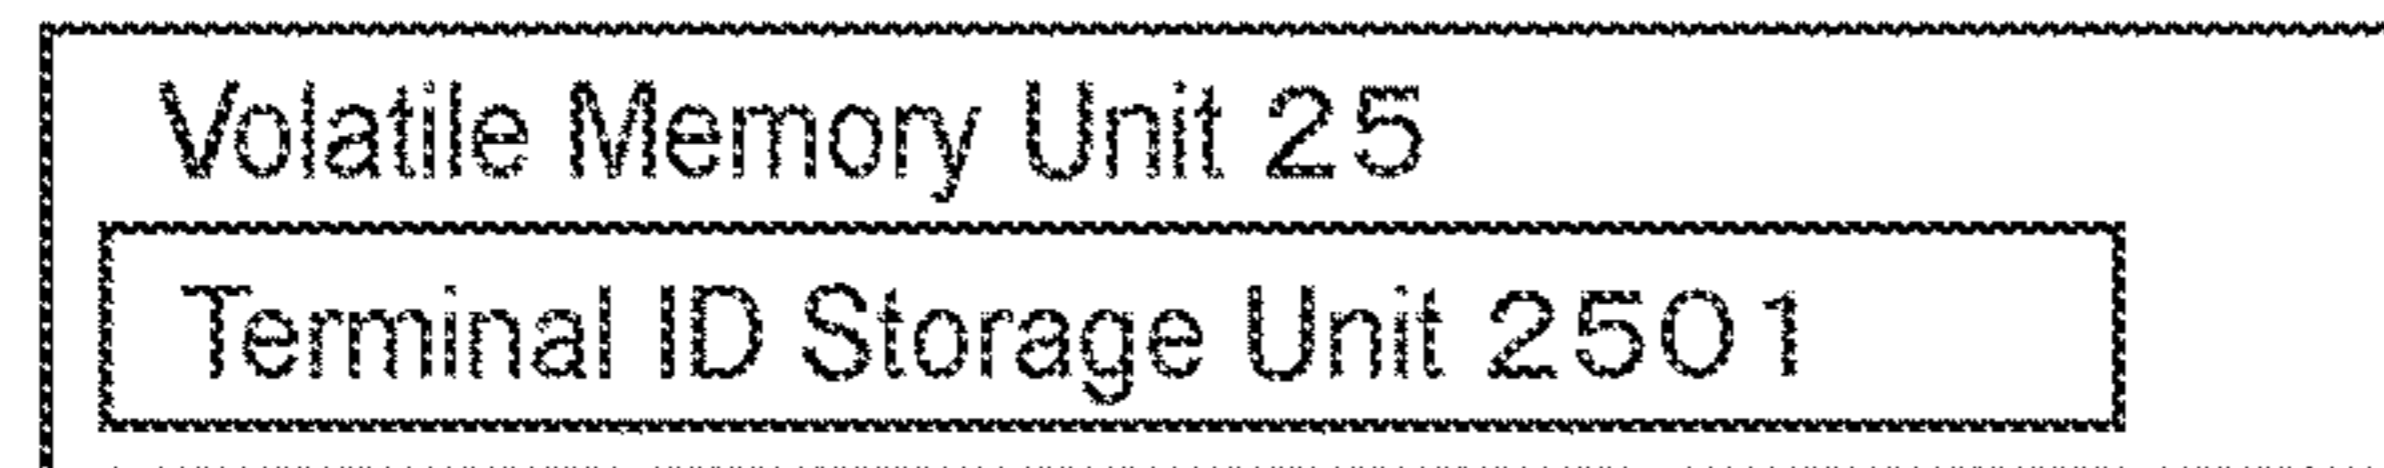 Volatile Memory Unit 25
Terminal ID Storage Unit 2501